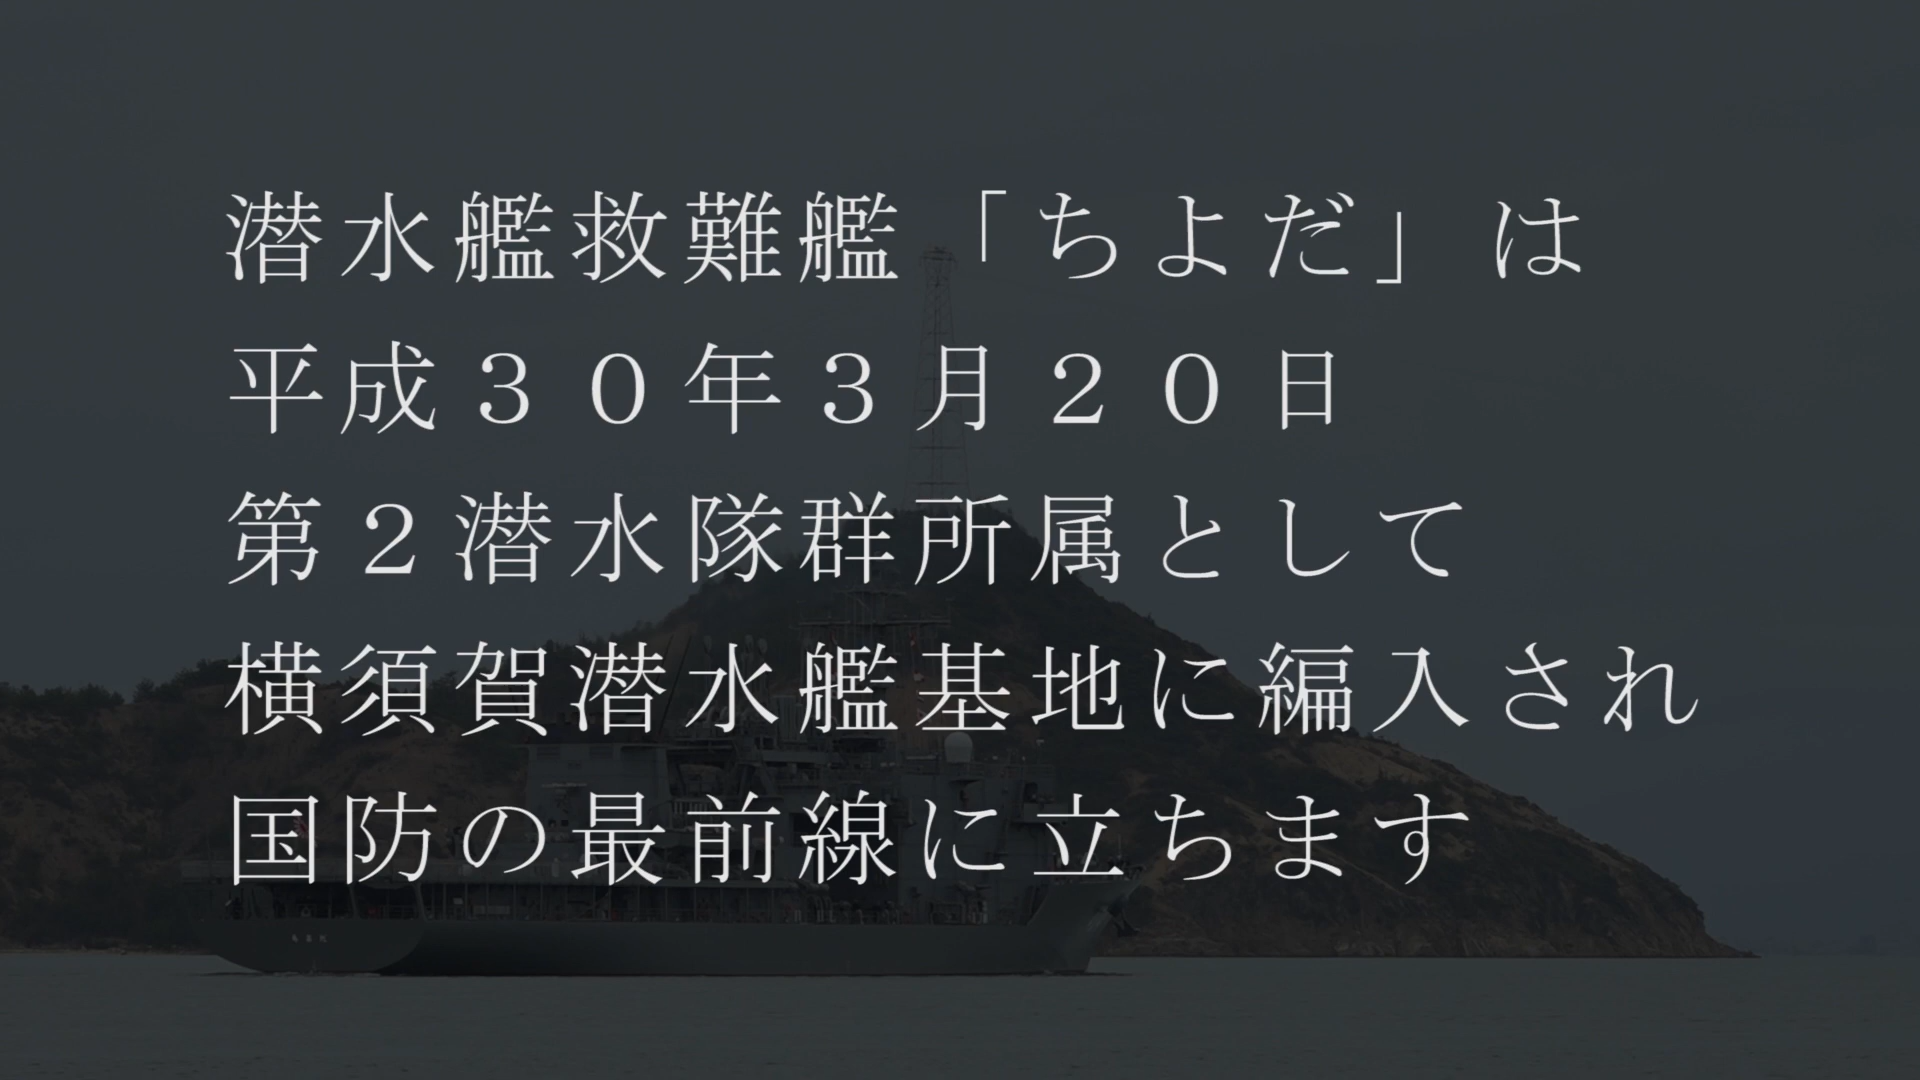 潜水艦救難艦「ちよだ」は
平成３０年３月２０日
第２潜水隊群所属として
横須賀潜水艦基地に編入され
国防の最前線に立ちます